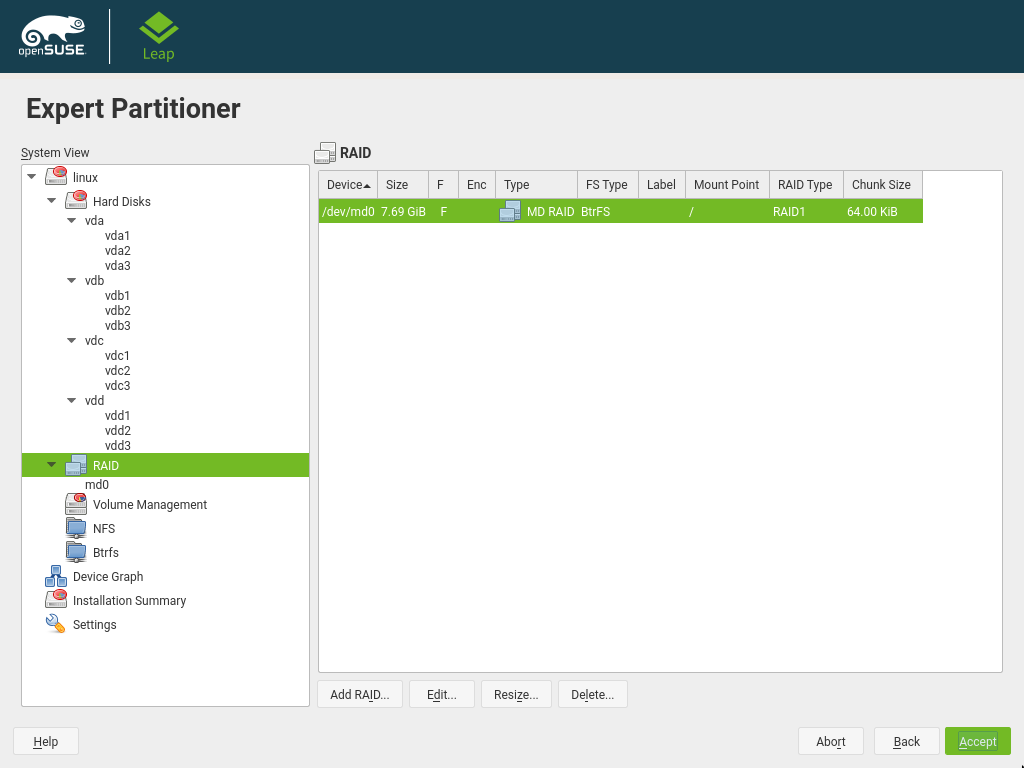 openSUSE.
Leap
Expert Partitioner
System View
linux
Hard Disks
vda
vda1
vda2
vda3
vdb
vdb1
vdb2
vdb3
vdc
vdc1
vdc2
vdc3
vdd
vdd1
vdd2
vdd3
RAID
md0
Volume Management
NFS
Btrfs
Device Graph
Installation Summary
Settings
RAID
Device Size F Enc Type FS Type Label Mount Point RAID Type Chunk Size
/dev/md0 7.69 GiB F MD RAID BtrFS / RAID1 64.00 KiB
Add RAID... Edit... Resize... Delete...
Help Abort Back Accept